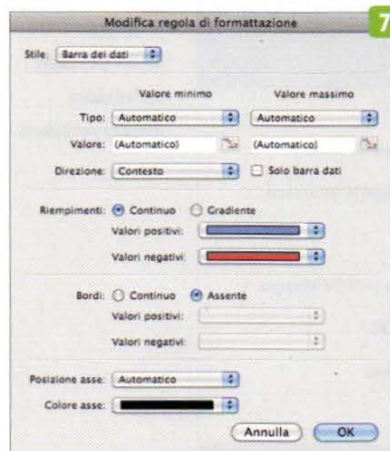 Modifica regola di formattazione
7
Stile: Barra dei dati
Valore minimo Valore massimo
Tipo: Automatico Automatico
Valore: (Automatico) (Automatico)
Direzione: Contesto Solo barra dati
Riempimenti: Continuo Gradiente
Valori positivi:
Valori negativi:
Bordi: Continuo Assente
Valori positivi:
Valori negativi:
Posizione asse: Automatico
Colore asse:
Annulla OK